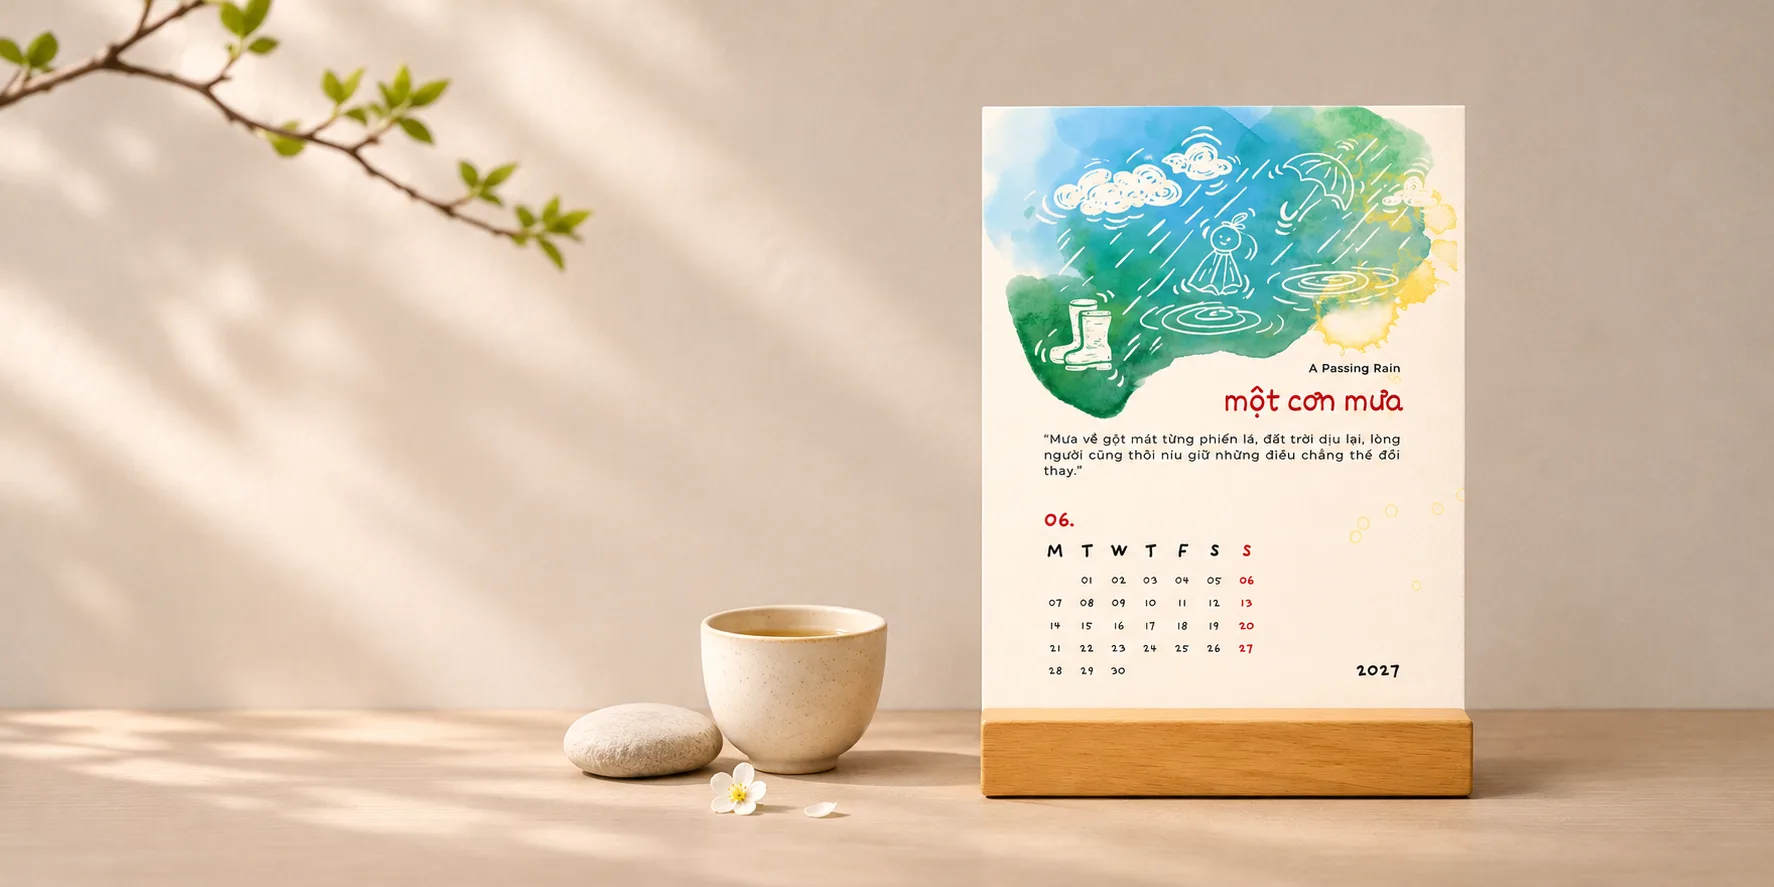 A Passing Rain
một cơn mưa
“Mưa về gột mát từng phiến lá, đất trời dịu lại, lòng
người cũng thôi níu giữ những điều chẳng thể đổi
thay.”
06.
M T W T F S S
01 02 03 04 05 06
07 08 09 10 11 12 13
14 15 16 17 18 19 20
21 22 23 24 25 26 27
28 29 30
2027